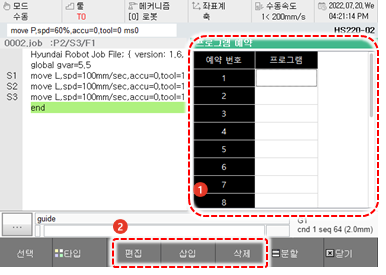 모드 툴 메커니즘 좌표계 수동속도 2022.07.20, We
수동 T0 [0] 로봇 축 1< 200mm/s 04:21:14 PM
move P,spd=60%,accu=0,tool=0 ms0 HS220-02
0002.job :P2/S3/F1
프로그램 예약
Hyundai Robot Job File; { version: 1,6,
global gvar=5,5
S1 move L,spd=100mm/sec,accu=0,tool=1
S2 move L,spd=100mm/sec,accu=0,tool=1
S3 move L,spd=100mm/sec,accu=0,tool=1
end
예약 번호 프로그램
1
2
3
4
5
6
7
8
1
2
guide
G1
cnd 1 seq 64 (2.0mm)
...
선택 타입 편집 삽입 삭제 분할 닫기